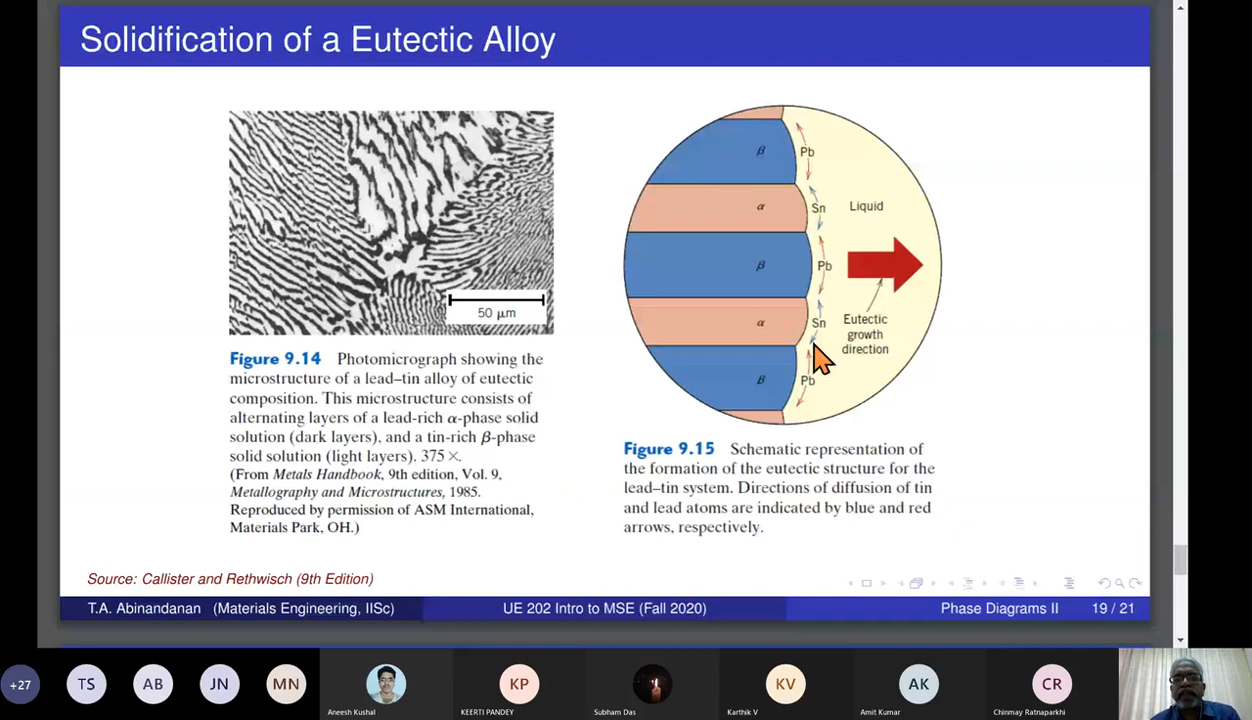 Solidification of a Eutectic Alloy
50 μm
Figure 9.14 Photomicrograph showing the
microstructure of a lead–tin alloy of eutectic
composition. This microstructure consists of
alternating layers of a lead-rich α-phase solid
solution (dark layers), and a tin-rich β-phase
solid solution (light layers). 375×.
(From Metals Handbook, 9th edition, Vol. 9,
Metallography and Microstructures, 1985.
Reproduced by permission of ASM International,
Materials Park, OH.)
β
Pb
α
Sn
Liquid
β
Pb
α
Sn
Eutectic
growth
direction
β
Pb
Figure 9.15 Schematic representation of
the formation of the eutectic structure for the
lead–tin system. Directions of diffusion of tin
and lead atoms are indicated by blue and red
arrows, respectively.
Source: Callister and Rethwisch (9th Edition)
T.A. Abinandanan (Materials Engineering, IISc)
UE 202 Intro to MSE (Fall 2020)
Phase Diagrams II 19 / 21
+27
TS
AB
JN
MN
Aneesh Kushal
KP
KEERTI PANDEY
Subham Das
KV
Karthik V
AK
Amit Kumar
CR
Chinmay Ratnaparkhi